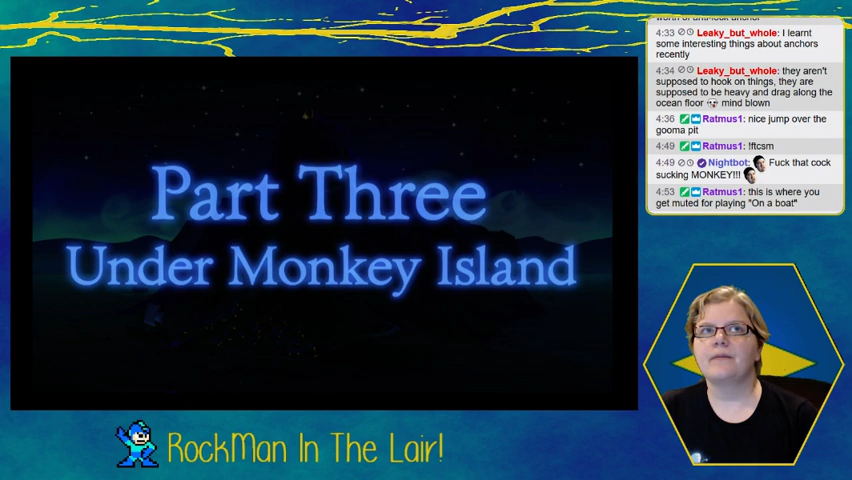 Part Three
Under Monkey Island
4:33 Leaky_but_whole: I learnt
some interesting things about anchors
recently
4:34 Leaky_but_whole: they aren't
supposed to hook on things, they are
supposed to be heavy and drag along the
ocean floor mind blown
4:36 Ratmus1: nice jump over the
gooma pit
4:49 Ratmus1: !ftcsm
4:49 Nightbot: Fuck that cock
sucking MONKEY!!!
4:53 Ratmus1: this is where you
get muted for playing "On a boat"
RockMan In The Lair!